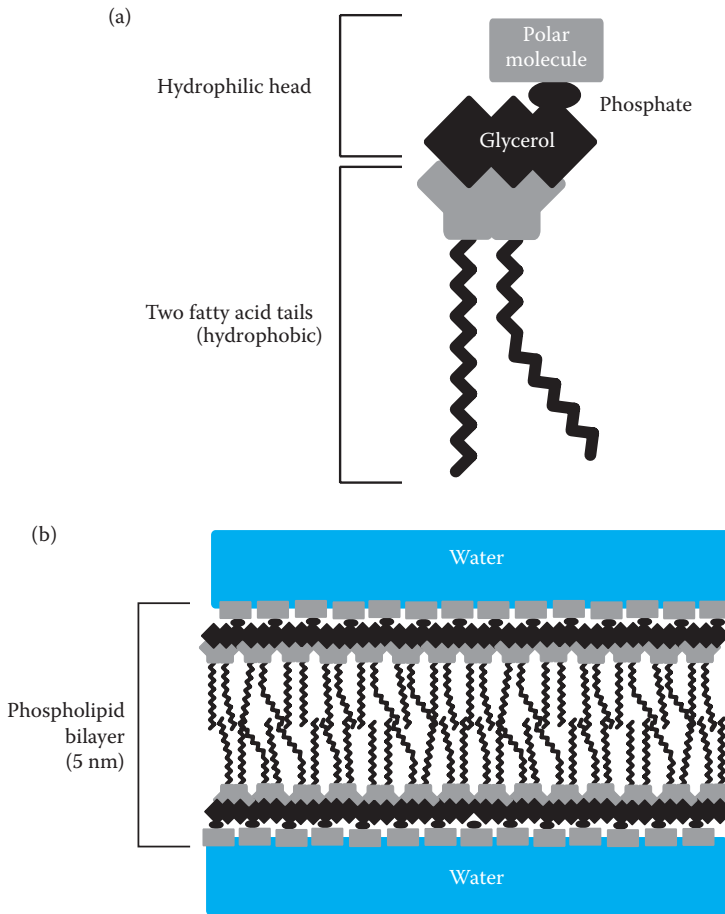 (a)
Polar
molecule
Hydrophilic head
Phosphate
Glycerol
Two fatty acid tails
(hydrophobic)
(b)
Water
Phospholipid
bilayer
(5 nm)
Water